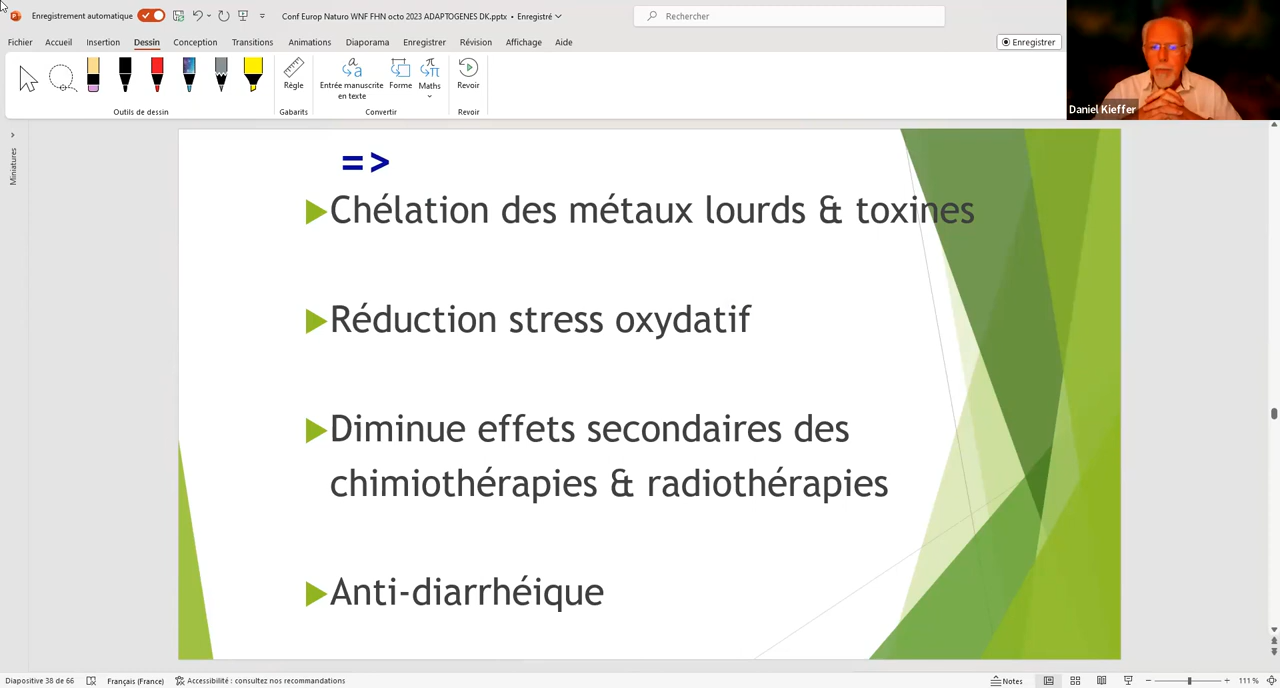 Enregistrement automatique
Conf Europ Naturo WNF FHN octo 2023 ADAPTOGENES DK.pptx • Enregistré
Rechercher
Fichier Accueil Insertion Dessin Conception Transitions Animations Diaporama Enregistrer Révision Affichage Aide
Enregistrer
Règle
Entrée manuscrite
en texte
Forme
Maths
Revoir
Outils de dessin
Gabarits
Convertir
Revoir
Daniel Kieffer
Miniatures
=>
Chélation des métaux lourds & toxines
Réduction stress oxydatif
Diminue effets secondaires des
chimiothérapies & radiothérapies
Anti-diarrhéique
Diapositive 38 de 66
Français (France)
Accessibilité : consultez nos recommandations
Notes
111 %